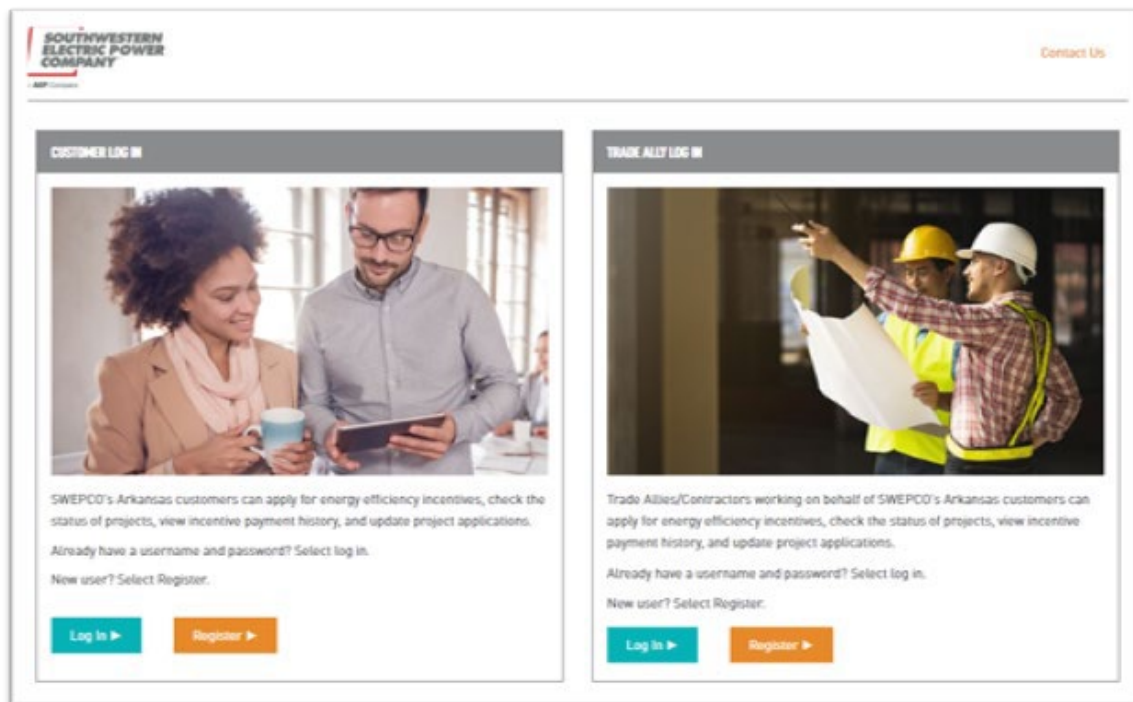 SOUTHWESTERN
ELECTRIC POWER
COMPANY
An AEP Company
Contact Us
CUSTOMER LOG IN
SWEPCO's Arkansas customers can apply for energy efficiency incentives, check the
status of projects, view incentive payment history, and update project applications.
Already have a username and password? Select log in.
New user? Select Register.
Log In ▶
Register ▶
TRADE ALLY LOG IN
Trade Allies/Contractors working on behalf of SWEPCO's Arkansas customers can
apply for energy efficiency incentives, check the status of projects, view incentive
payment history, and update project applications.
Already have a username and password? Select log in.
New user? Select Register.
Log In ▶
Register ▶